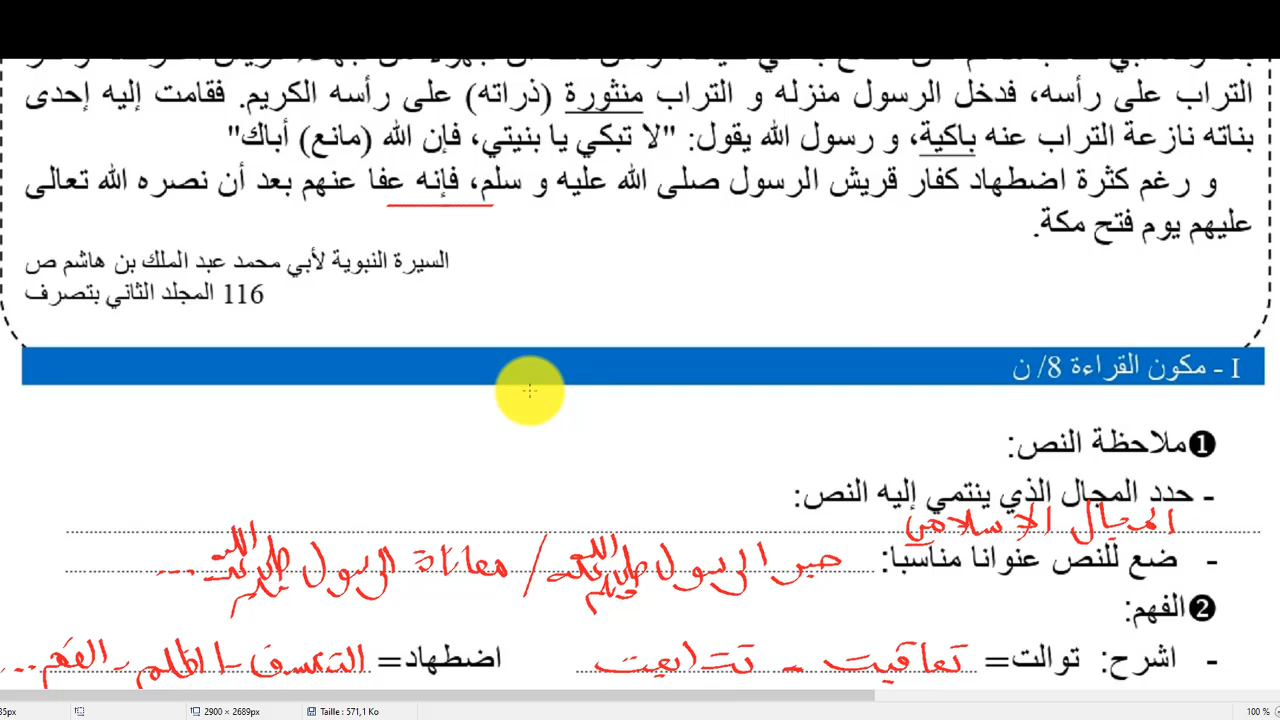 التراب على رأسه، فدخل الرسول منزله و التراب منثورة (ذراته) على رأسه الكريم. فقامت إليه إحدى
بناته نازعة التراب عنه باكية، و رسول الله يقول: "لا تبكي يا بنيتي، فإن الله (مانع) أباك"
و رغم كثرة اضطهاد كفار قريش الرسول صلى الله عليه و سلم، فإنه عفا عنهم بعد أن نصره الله تعالى
عليهم يوم فتح مكة.
السيرة النبوية لأبي محمد عبد الملك بن هاشم ص
116 المجلد الثاني بتصرف
I - مكون القراءة 8/ ن
❶ملاحظة النص:
- حدد المجال الذي ينتمي إليه النص:
المجال الإسلامي
- ضع للنص عنوانا مناسبا: صبر الرسول صلى الله عليه وسلم / معاناة الرسول صلى الله عليه وسلم ...
❷الفهم:
- اشرح: توالت= تعاقبت - تتابعت اضطهاد= التعسف - الظلم - القهر ...
35px 2900 × 2689px Taille : 571,1 Ko 100 %